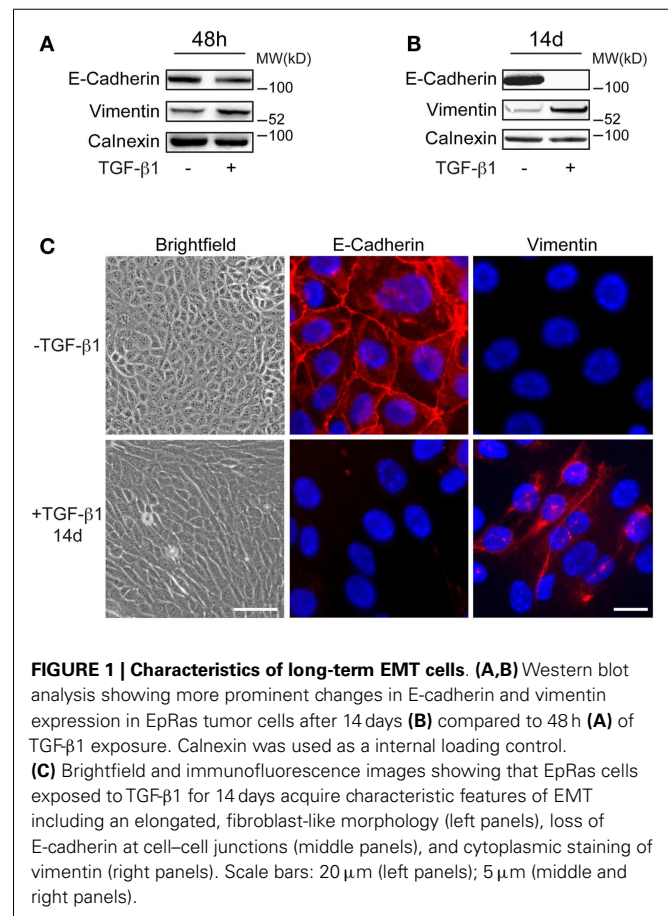 A
48h
MW(kD)
E-Cadherin
–100
Vimentin
–52
Calnexin
–100
TGF-β1 - +
B
14d
MW(kD)
E-Cadherin
–100
Vimentin
–52
Calnexin
–100
TGF-β1 - +
C
Brightfield E-Cadherin Vimentin
-TGF-β1
+TGF-β1
14d
FIGURE 1 | Characteristics of long-term EMT cells. (A,B) Western blot
analysis showing more prominent changes in E-cadherin and vimentin
expression in EpRas tumor cells after 14 days (B) compared to 48 h (A) of
TGF-β1 exposure. Calnexin was used as a internal loading control.
(C) Brightfield and immunofluorescence images showing that EpRas cells
exposed to TGF-β1 for 14 days acquire characteristic features of EMT
including an elongated, fibroblast-like morphology (left panels), loss of
E-cadherin at cell–cell junctions (middle panels), and cytoplasmic staining of
vimentin (right panels). Scale bars: 20 μm (left panels); 5 μm (middle and
right panels).